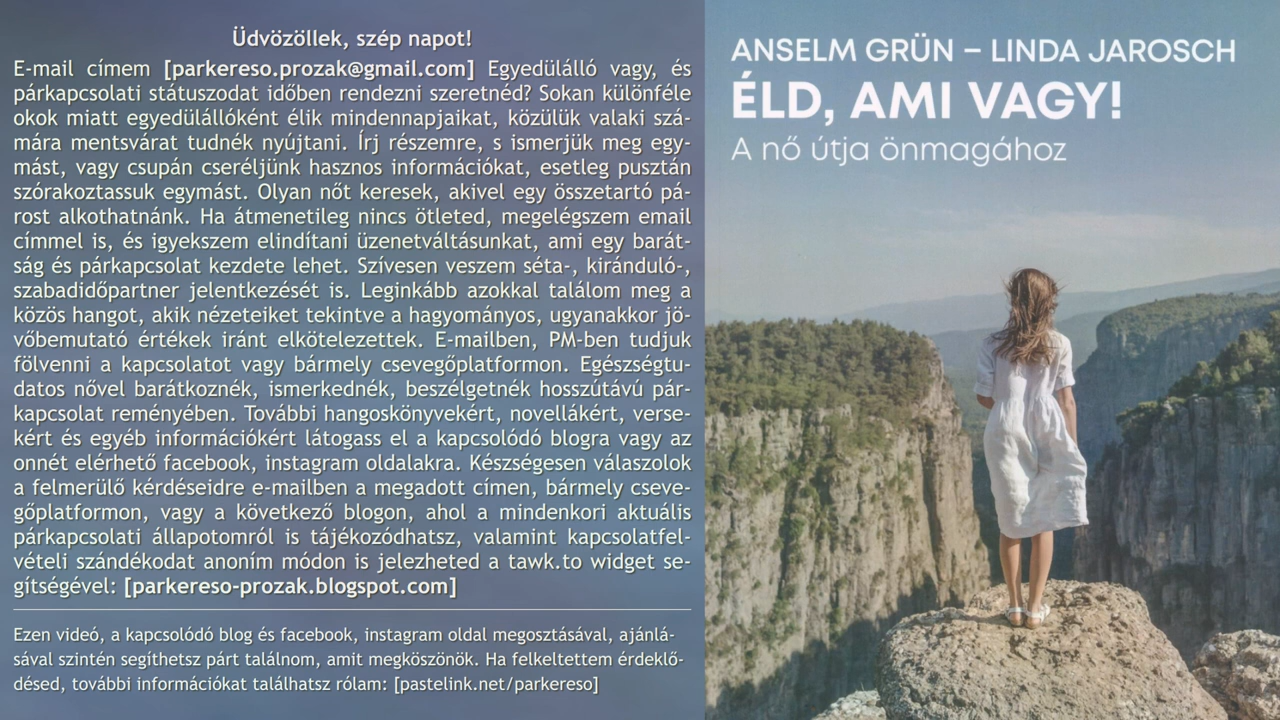 Üdvözöllek, szép napot!
E-mail címem [parkereso.prozak@gmail.com] Egyedülálló vagy, és
párkapcsolati státuszodat időben rendezni szeretnéd? Sokan különféle
okok miatt egyedülállóként élik mindennapjaikat, közülük valaki szá-
mára mentsvárat tudnék nyújtani. Írj részemre, s ismerjük meg egy-
mást, vagy csupán cseréljünk hasznos információkat, esetleg pusztán
szórakoztassuk egymást. Olyan nőt keresek, akivel egy összetartó pá-
rost alkothatnánk. Ha átmenetileg nincs ötleted, megelégszem email
címmel is, és igyekszem elindítani üzenetváltásunkat, ami egy barát-
ság és párkapcsolat kezdete lehet. Szívesen veszem séta-, kiránduló-,
szabadidőpartner jelentkezését is. Leginkább azokkal találom meg a
közös hangot, akik nézeteiket tekintve a hagyományos, ugyanakkor jö-
vőbemutató értékek iránt elkötelezettek. E-mailben, PM-ben tudjuk
fölvenni a kapcsolatot vagy bármely csevegőplatformon. Egészségtu-
datos nővel barátkoznék, ismerkednék, beszélgetnék hosszútávú pár-
kapcsolat reményében. További hangoskönyvekért, novellákért, verse-
kért és egyéb információkért látogass el a kapcsolódó blogra vagy az
onnét elérhető facebook, instagram oldalakra. Készségesen válaszolok
a felmerülő kérdéseidre e-mailben a megadott címen, bármely cseve-
gőplatformon, vagy a következő blogon, ahol a mindenkori aktuális
párkapcsolati állapotomról is tájékozódhatsz, valamint kapcsolatfel-
vételi szándékodat anoním módon is jelezheted a tawk.to widget se-
gítségével: [parkereso-prozak.blogspot.com]
Ezen videó, a kapcsolódó blog és facebook, instagram oldal megosztásával, ajánlá-
sával szintén segíthetsz párt találnom, amit megköszönök. Ha felkeltettem érdeklő-
désed, további információkat találhatsz rólam: [pastelink.net/parkereso]
ANSELM GRÜN – LINDA JAROSCH
ÉLD, AMI VAGY!
A nő útja önmagához